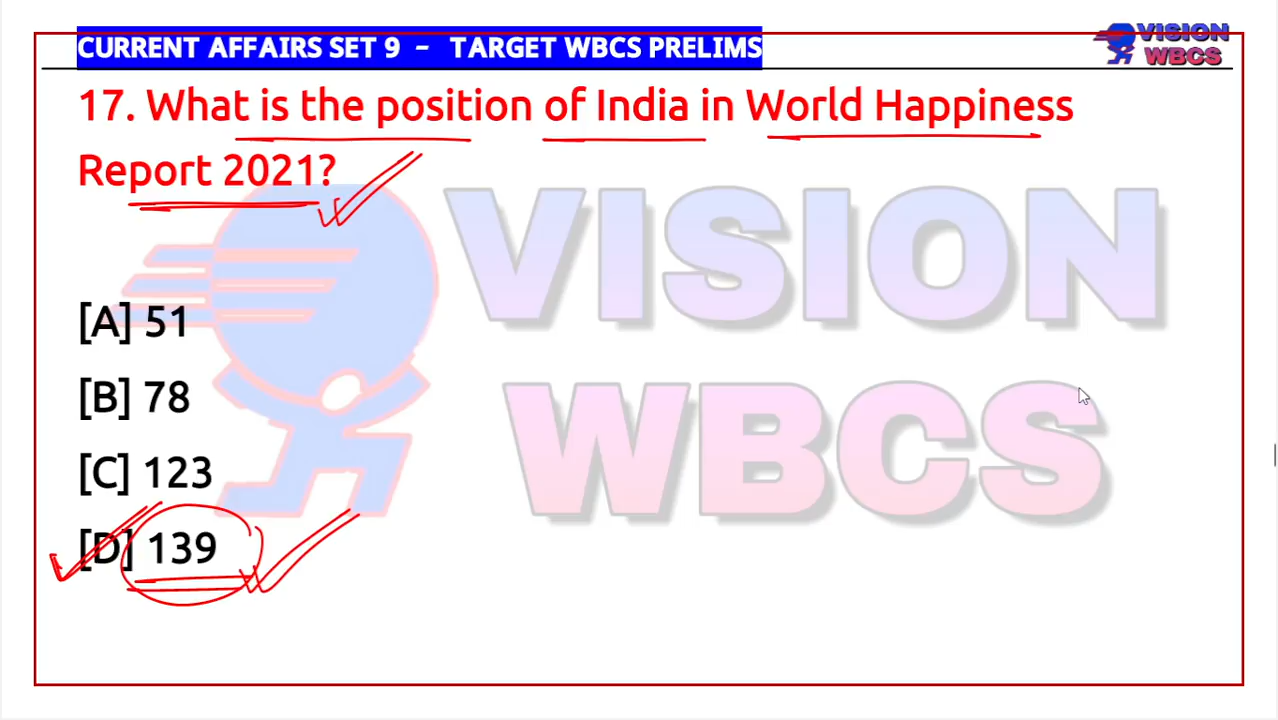 CURRENT AFFAIRS SET 9 - TARGET WBCS PRELIMS
VISION
WBCS
17. What is the position of India in World Happiness
Report 2021?
VISION
WBCS
[A] 51
[B] 78
[C] 123
[D] 139